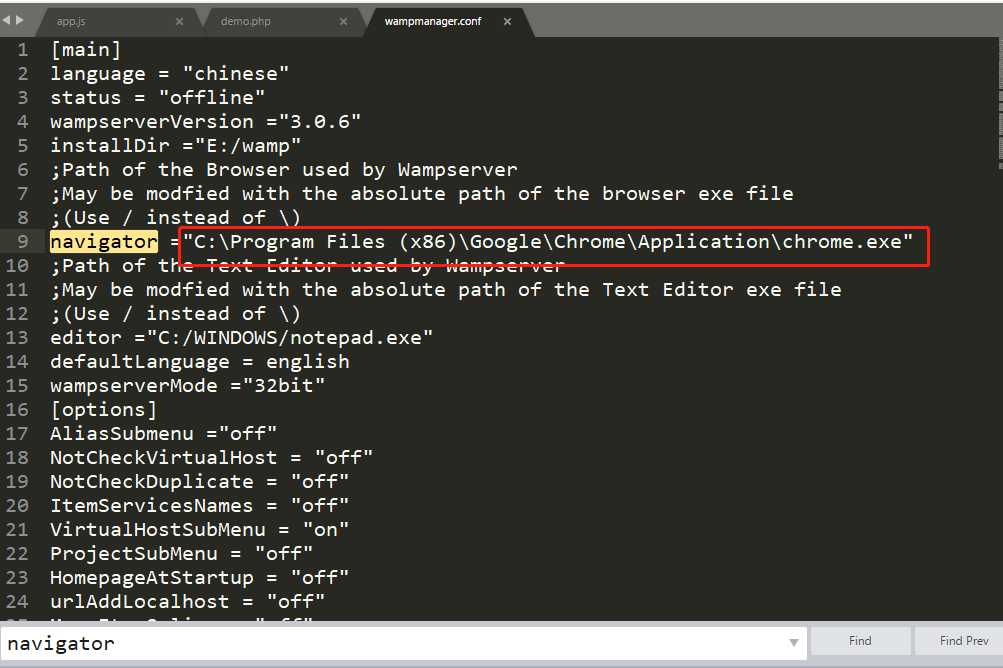 app.js × demo.php × wampmanager.conf ×
1 [main]
2 language = "chinese"
3 status = "offline"
4 wampserverVersion ="3.0.6"
5 installDir ="E:/wamp"
6 ;Path of the Browser used by Wampserver
7 ;May be modfied with the absolute path of the browser exe file
8 ;(Use / instead of \)
9 navigator ="C:\Program Files (x86)\Google\Chrome\Application\chrome.exe"
10 ;Path of the Text Editor used by Wampserver
11 ;May be modfied with the absolute path of the Text Editor exe file
12 ;(Use / instead of \)
13 editor ="C:/WINDOWS/notepad.exe"
14 defaultLanguage = english
15 wampserverMode ="32bit"
16 [options]
17 AliasSubmenu ="off"
18 NotCheckVirtualHost = "off"
19 NotCheckDuplicate = "off"
20 ItemServicesNames = "off"
21 VirtualHostSubMenu = "on"
22 ProjectSubMenu = "off"
23 HomepageAtStartup = "off"
24 urlAddLocalhost = "off"
navigator Find Find Prev